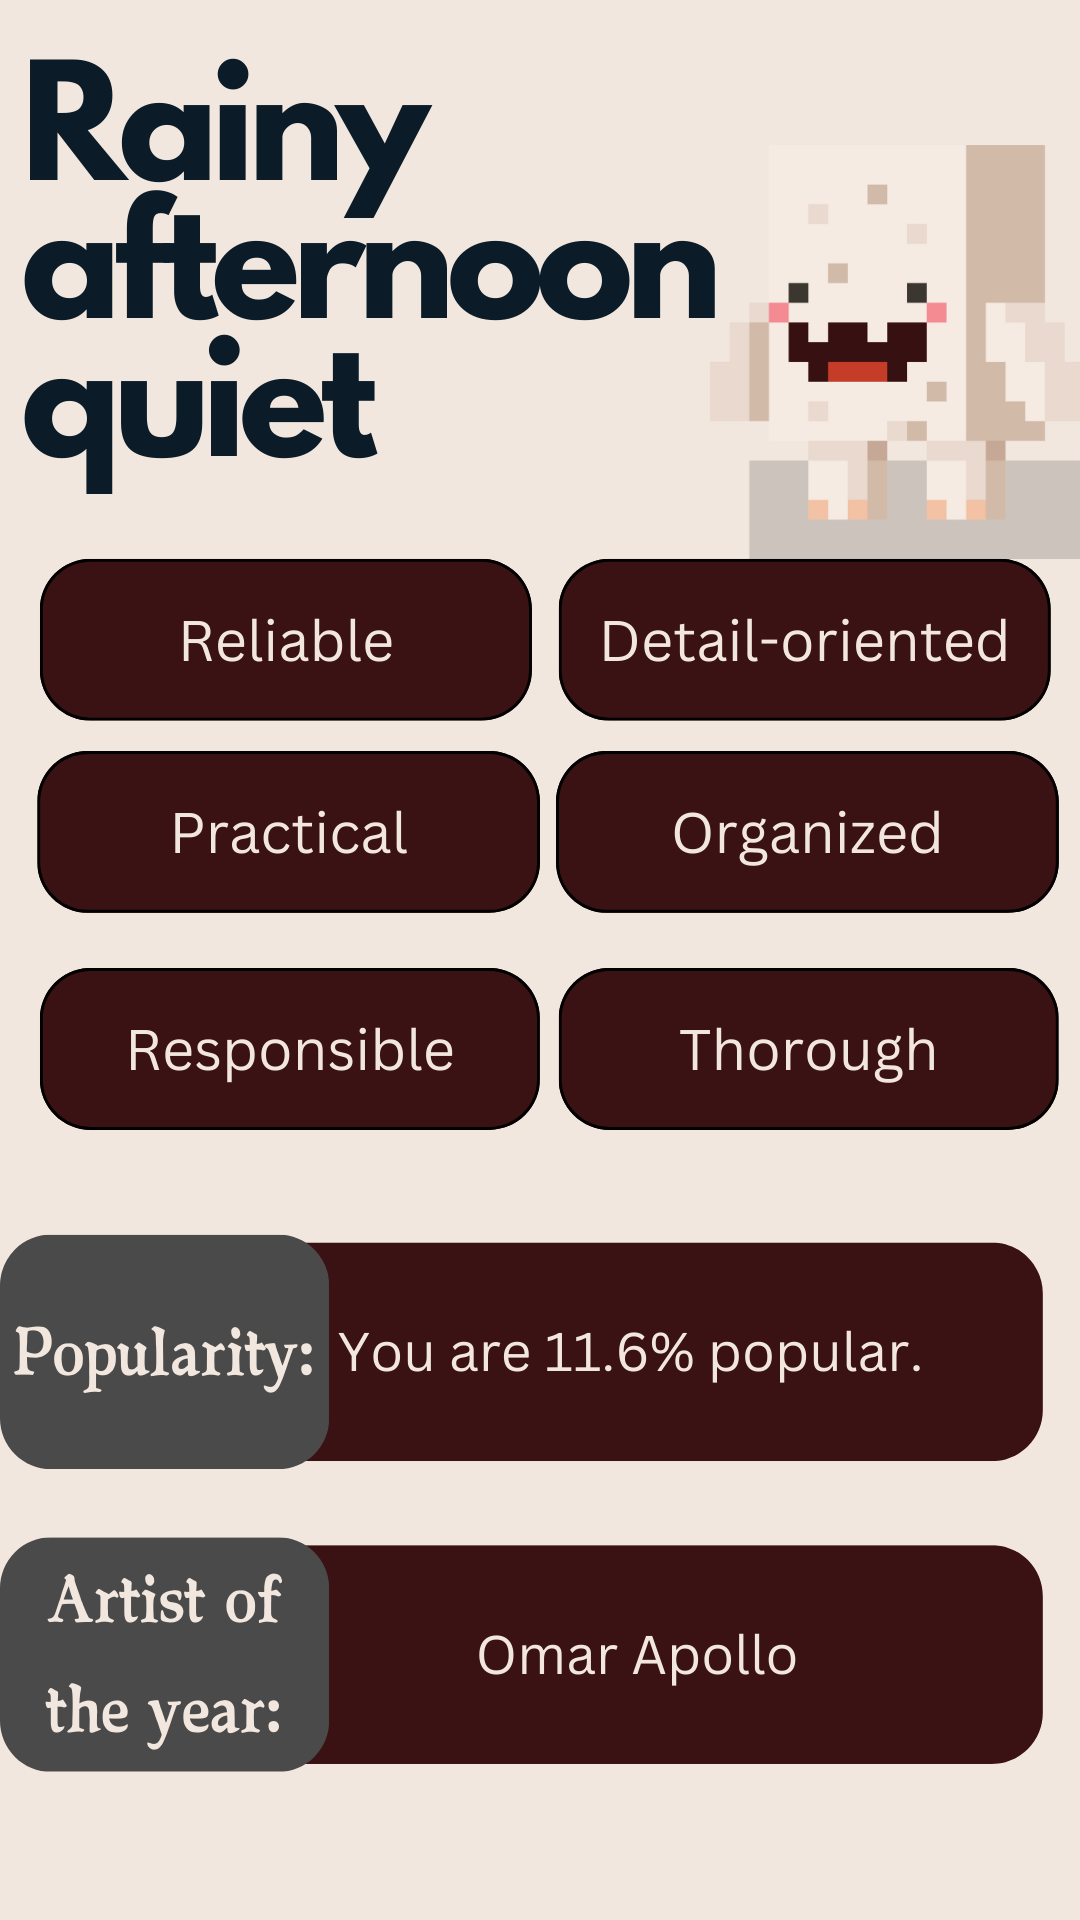 Rainy
afternoon
quiet
Reliable
Detail-oriented
Practical
Organized
Responsible
Thorough
Popularity:
You are 11.6% popular.
Artist of
the year:
Omar Apollo